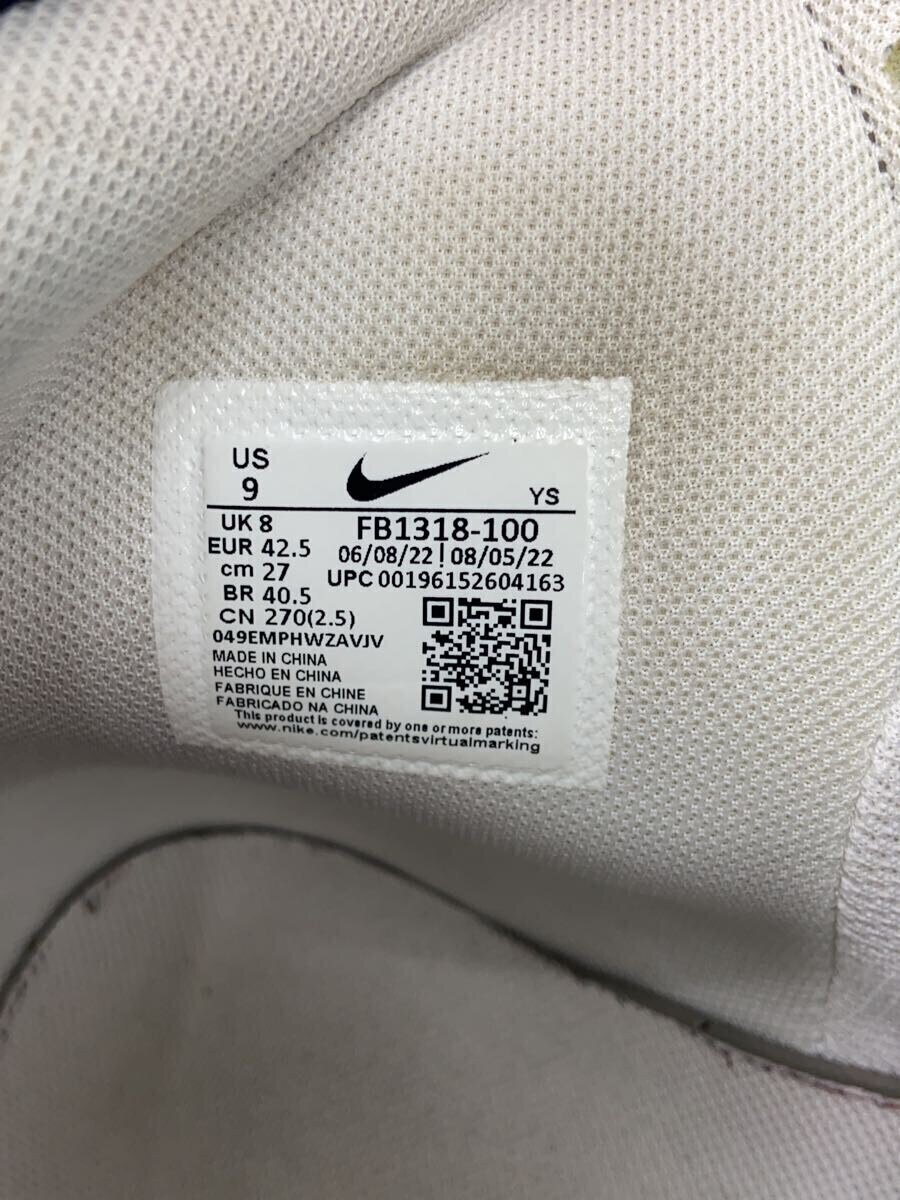 US
9
YS
UK 8
EUR 42.5
cm 27
BR 40.5
CN 270(2.5)
FB1318-100
06/08/22 | 08/05/22
UPC 00196152604163
049EMPHWZAVJV
MADE IN CHINA
HECHO EN CHINA
FABRIQUE EN CHINE
FABRICADO NA CHINA
This product is covered by one or more patents:
www.nike.com/patentsvirtualmarking